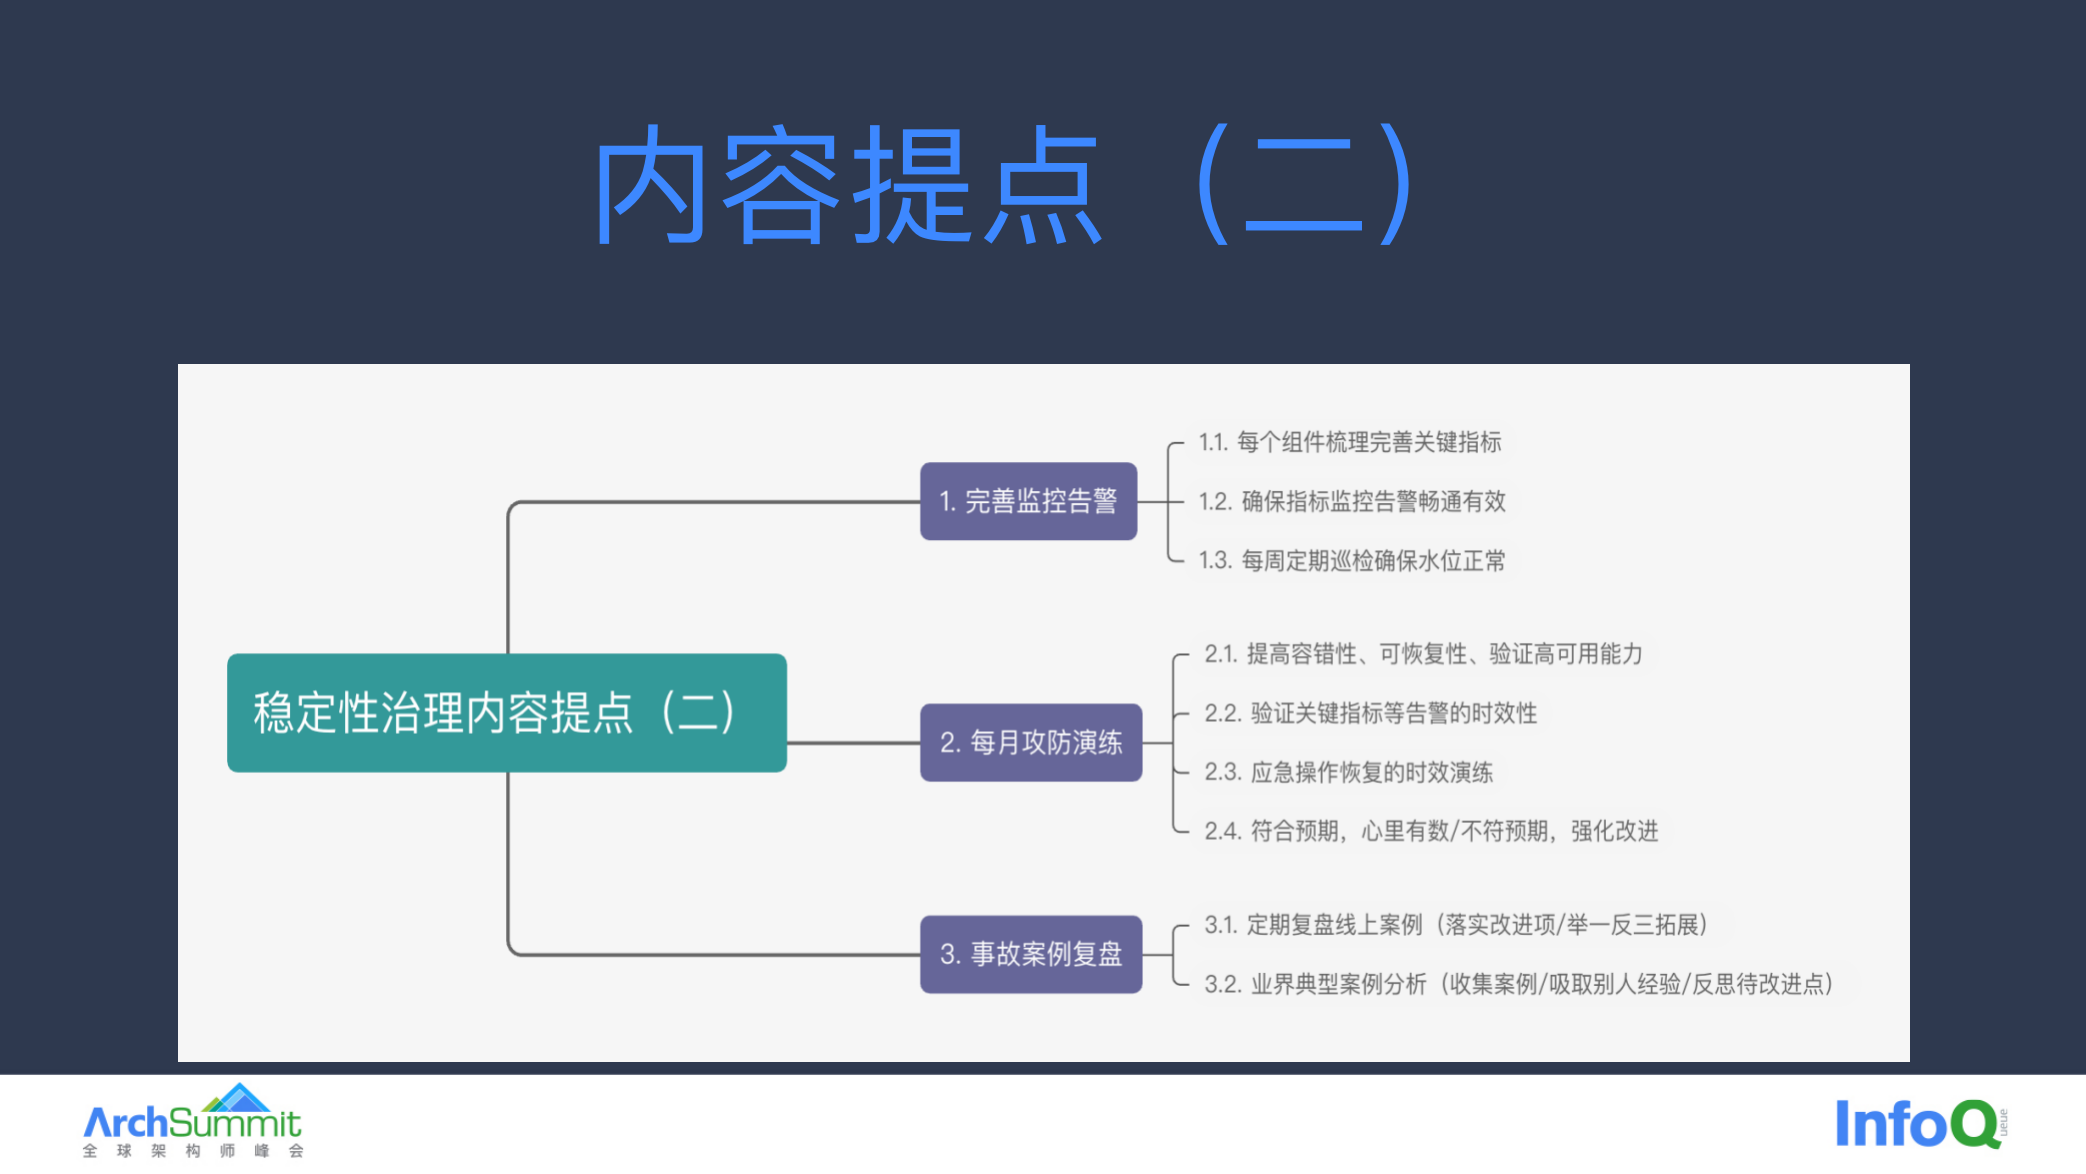 内容提点（二）
1.1. 每个组件梳理完善关键指标
1. 完善监控告警
1.2. 确保指标监控告警畅通有效
1.3. 每周定期巡检确保水位正常
稳定性治理内容提点（二）
2.1. 提高容错性、可恢复性、验证高可用能力
2.2. 验证关键指标等告警的时效性
2. 每月攻防演练
2.3. 应急操作恢复的时效演练
2.4. 符合预期，心里有数/不符预期，强化改进
3.1. 定期复盘线上案例（落实改进项/举一反三拓展）
3. 事故案例复盘
3.2. 业界典型案例分析（收集案例/吸取别人经验/反思待改进点）
ArchSummit
全球架构师峰会
InfoQ
ueue